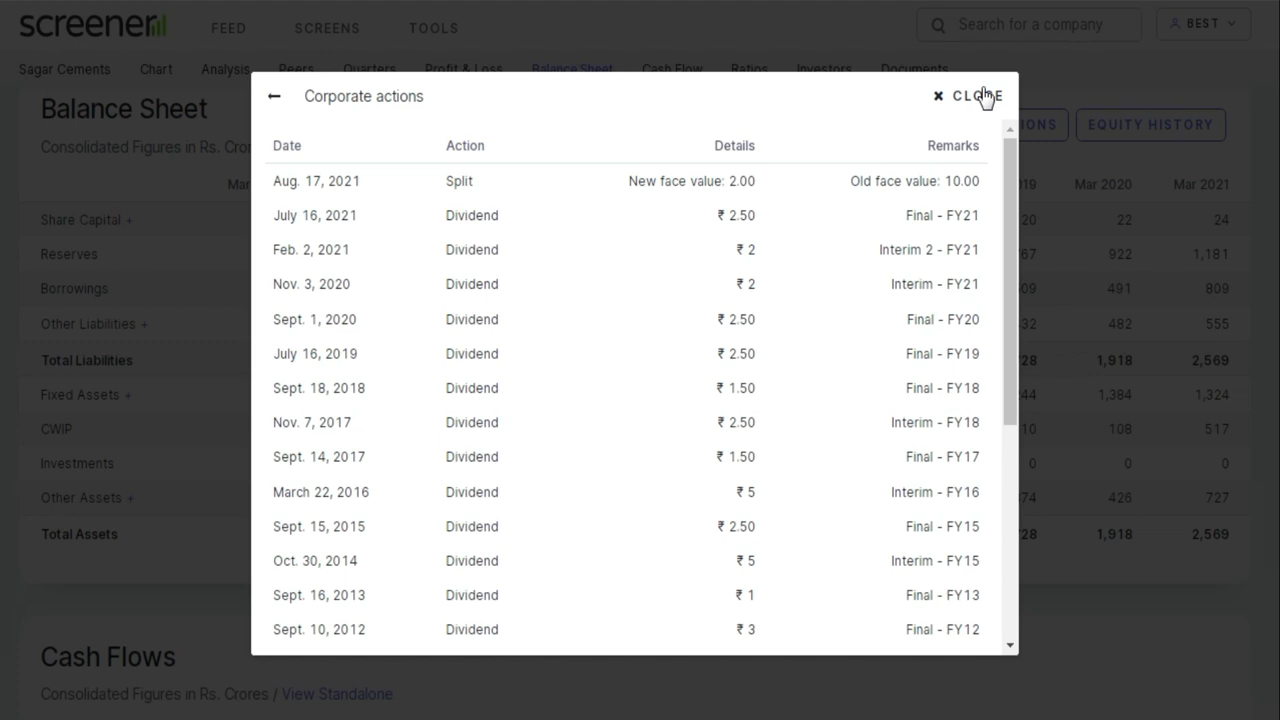 screener
FEED SCREENS TOOLS Search for a company BEST
Sagar Cements Chart Analysis Peers Quarters Profit & Loss Balance Sheet Cash Flow Ratios Investors Documents
Corporate actions CLOSE
Balance Sheet
EQUITY HISTORY
Consolidated Figures in Rs.
Date Action Details Remarks
Aug. 17, 2021 Split New face value: 2.00 Old face value: 10.00
Mar 2020 Mar 2021
July 16, 2021 Dividend ₹ 2.50 Final - FY21
Share Capital + 22 24
Feb. 2, 2021 Dividend ₹ 2 Interim 2 - FY21
Reserves 922 1,181
Nov. 3, 2020 Dividend ₹ 2 Interim - FY21
Borrowings 491 809
Sept. 1, 2020 Dividend ₹ 2.50 Final - FY20
Other Liabilities + 482 555
July 16, 2019 Dividend ₹ 2.50 Final - FY19
Total Liabilities 1,918 2,569
Sept. 18, 2018 Dividend ₹ 1.50 Final - FY18
Fixed Assets + 1,384 1,324
Nov. 7, 2017 Dividend ₹ 2.50 Interim - FY18
CWIP 108 517
Sept. 14, 2017 Dividend ₹ 1.50 Final - FY17
Investments 0 0 0
March 22, 2016 Dividend ₹ 5 Interim - FY16
Other Assets + 426 727
Sept. 15, 2015 Dividend ₹ 2.50 Final - FY15
Total Assets 1,918 2,569
Oct. 30, 2014 Dividend ₹ 5 Interim - FY15
Sept. 16, 2013 Dividend ₹ 1 Final - FY13
Sept. 10, 2012 Dividend ₹ 3 Final - FY12
Cash Flows
Consolidated Figures in Rs. Crores / View Standalone